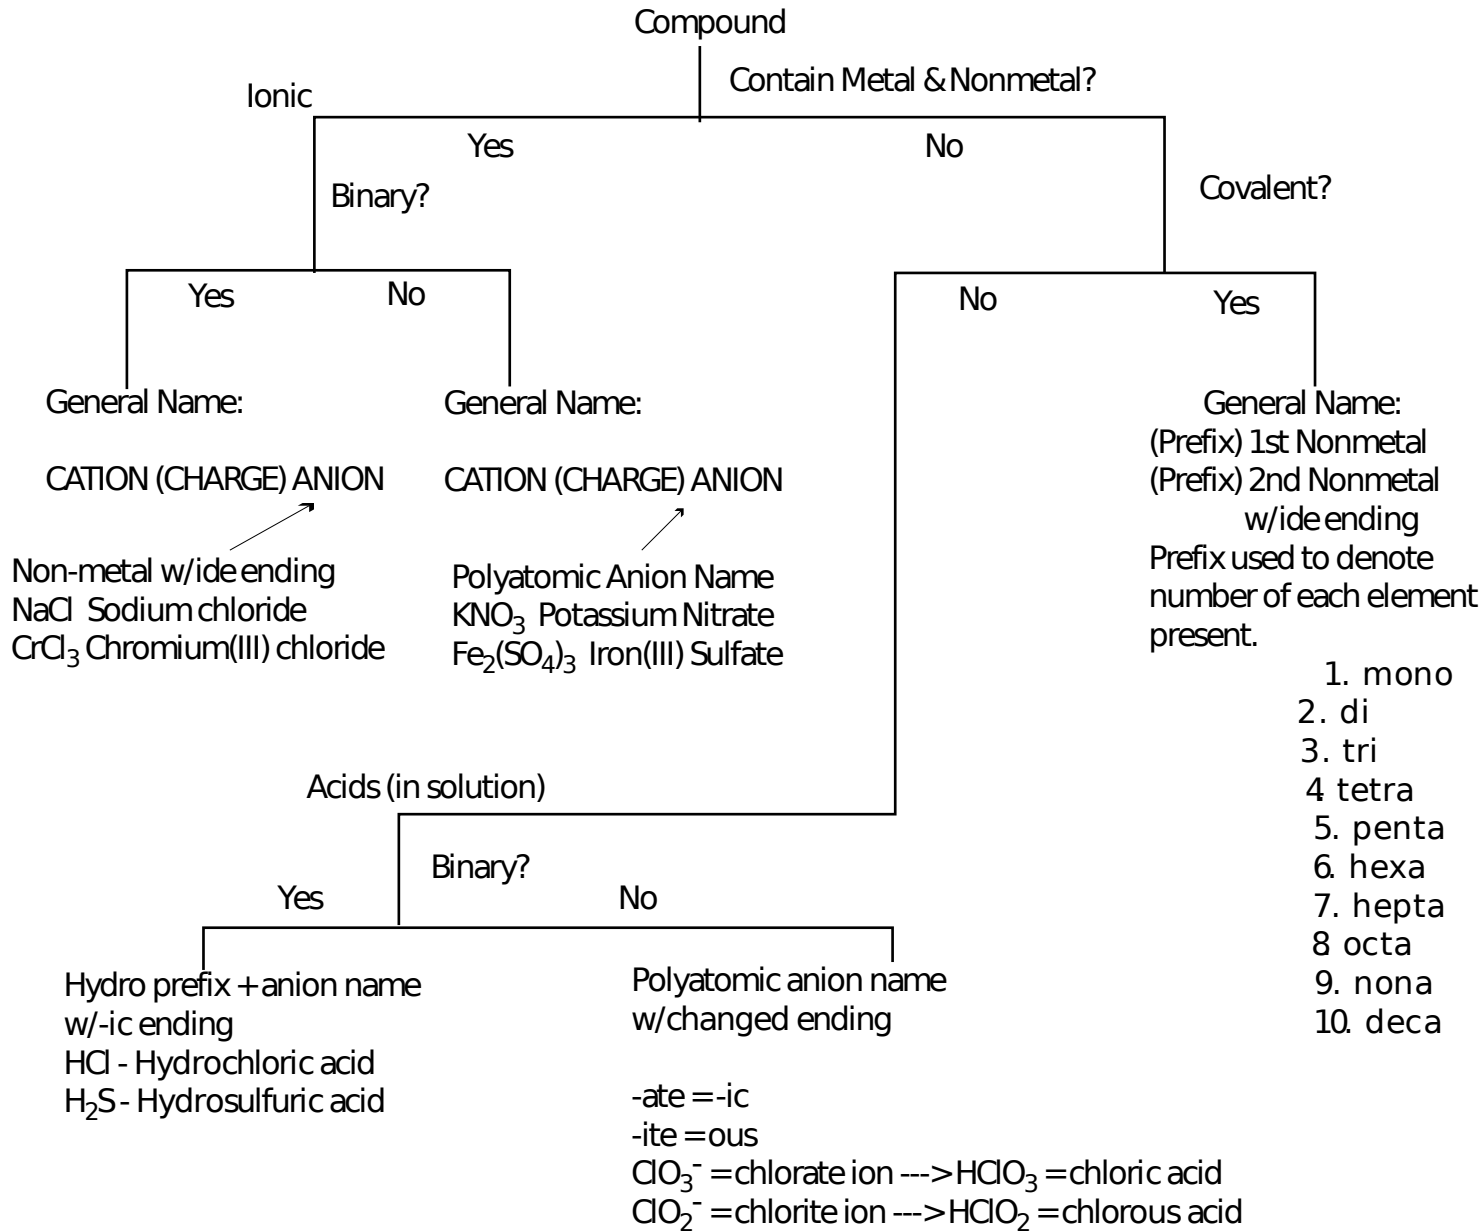 Compound
Contain Metal & Nonmetal?
Ionic
Yes
No
Binary?
Covalent?
Yes
No
No
Yes
General Name:
CATION (CHARGE) ANION
Non-metal w/ide ending
NaCl Sodium chloride
CrCl₃ Chromium(III) chloride
General Name:
CATION (CHARGE) ANION
Polyatomic Anion Name
KNO₃ Potassium Nitrate
Fe₂(SO₄)₃ Iron(III) Sulfate
General Name:
(Prefix) 1st Nonmetal
(Prefix) 2nd Nonmetal
w/ide ending
Prefix used to denote
number of each element
present.
1. mono
2. di
3. tri
4. tetra
5. penta
6. hexa
7. hepta
8. octa
9. nona
10. deca
Acids (in solution)
Binary?
Yes
No
Hydro prefix + anion name
w/-ic ending
HCl - Hydrochloric acid
H₂S - Hydrosulfuric acid
Polyatomic anion name
w/changed ending
-ate = -ic
-ite = ous
ClO₃⁻ = chlorate ion ---> HClO₃ = chloric acid
ClO₂⁻ = chlorite ion ---> HClO₂ = chlorous acid